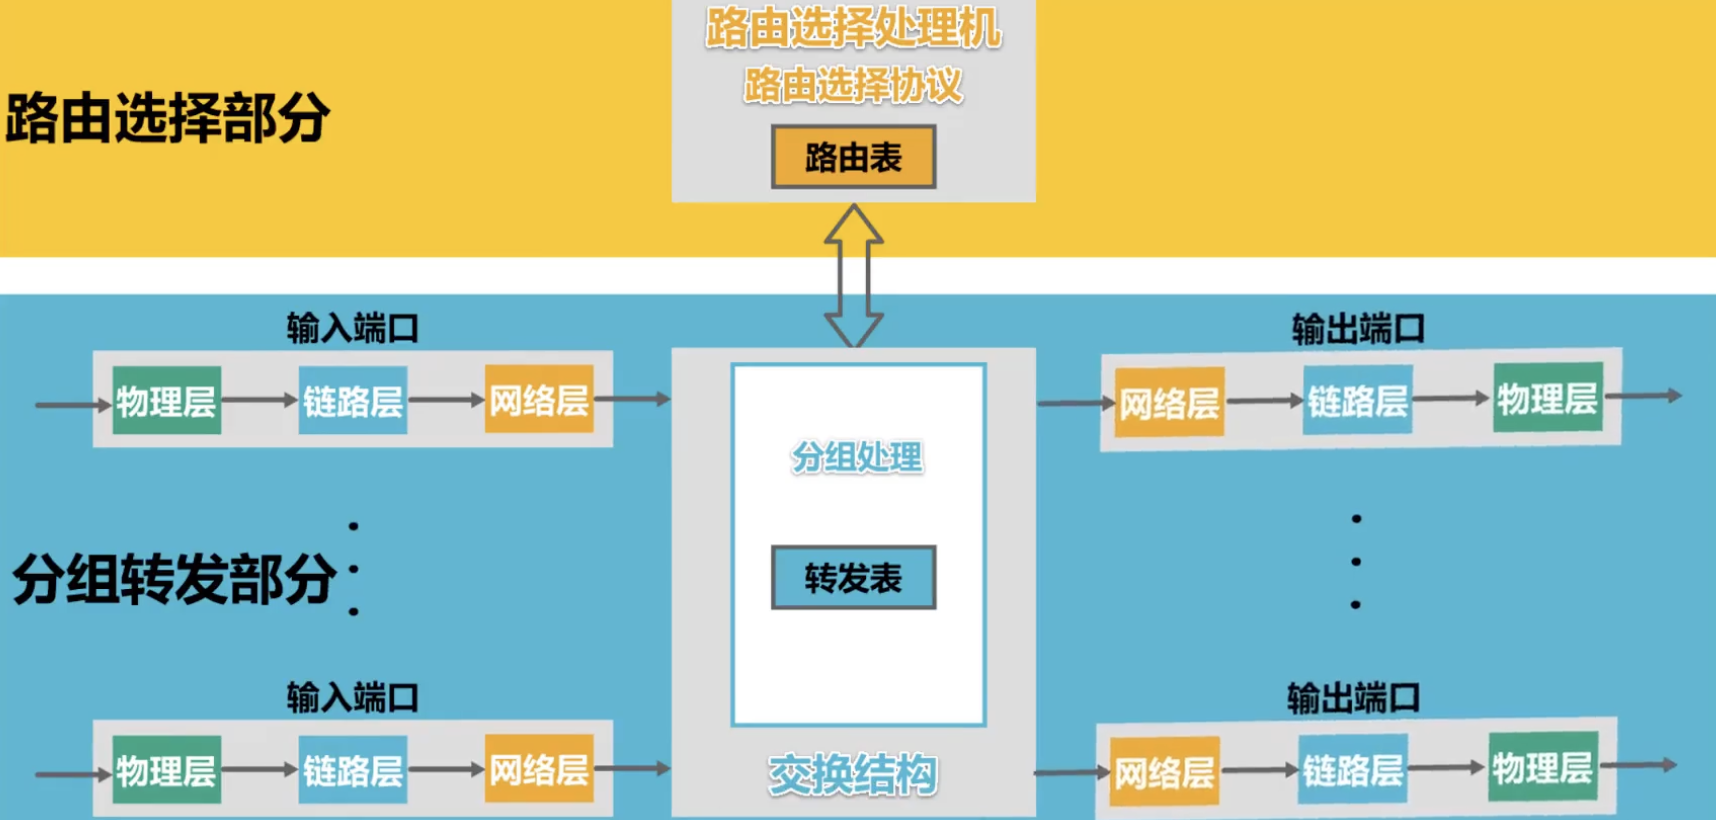 路由选择处理机
路由选择协议
路由选择部分
路由表
输入端口
输出端口
物理层
链路层
网络层
网络层
链路层
物理层
分组处理
分组转发部分
转发表
输入端口
输出端口
物理层
链路层
网络层
交换结构
网络层
链路层
物理层